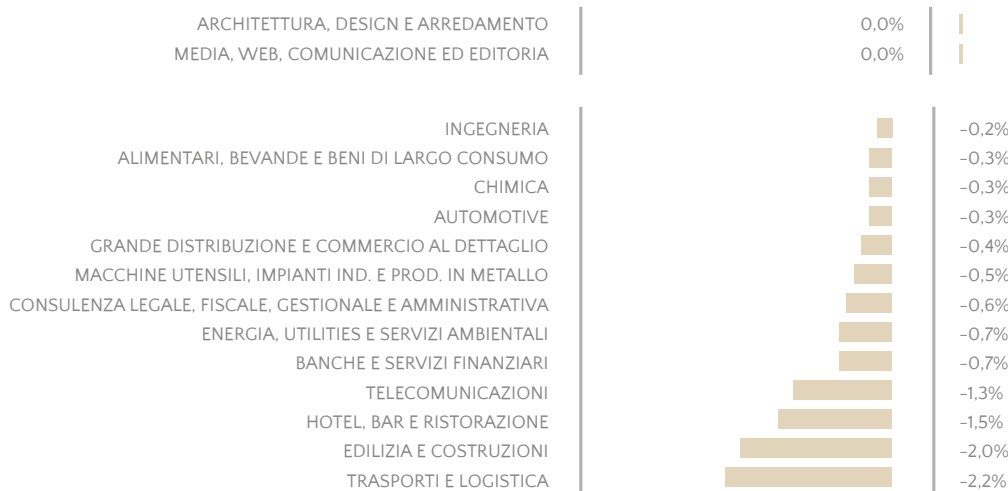 ARCHITETTURA, DESIGN E ARREDAMENTO 0,0%
MEDIA, WEB, COMUNICAZIONE ED EDITORIA 0,0%
INGEGNERIA -0,2%
ALIMENTARI, BEVANDE E BENI DI LARGO CONSUMO -0,3%
CHIMICA -0,3%
AUTOMOTIVE -0,3%
GRANDE DISTRIBUZIONE E COMMERCIO AL DETTAGLIO -0,4%
MACCHINE UTENSILI, IMPIANTI IND. E PROD. IN METALLO -0,5%
CONSULENZA LEGALE, FISCALE, GESTIONALE E AMMINISTRATIVA -0,6%
ENERGIA, UTILITIES E SERVIZI AMBIENTALI -0,7%
BANCHE E SERVIZI FINANZIARI -0,7%
TELECOMUNICAZIONI -1,3%
HOTEL, BAR E RISTORAZIONE -1,5%
EDILIZIA E COSTRUZIONI -2,0%
TRASPORTI E LOGISTICA -2,2%